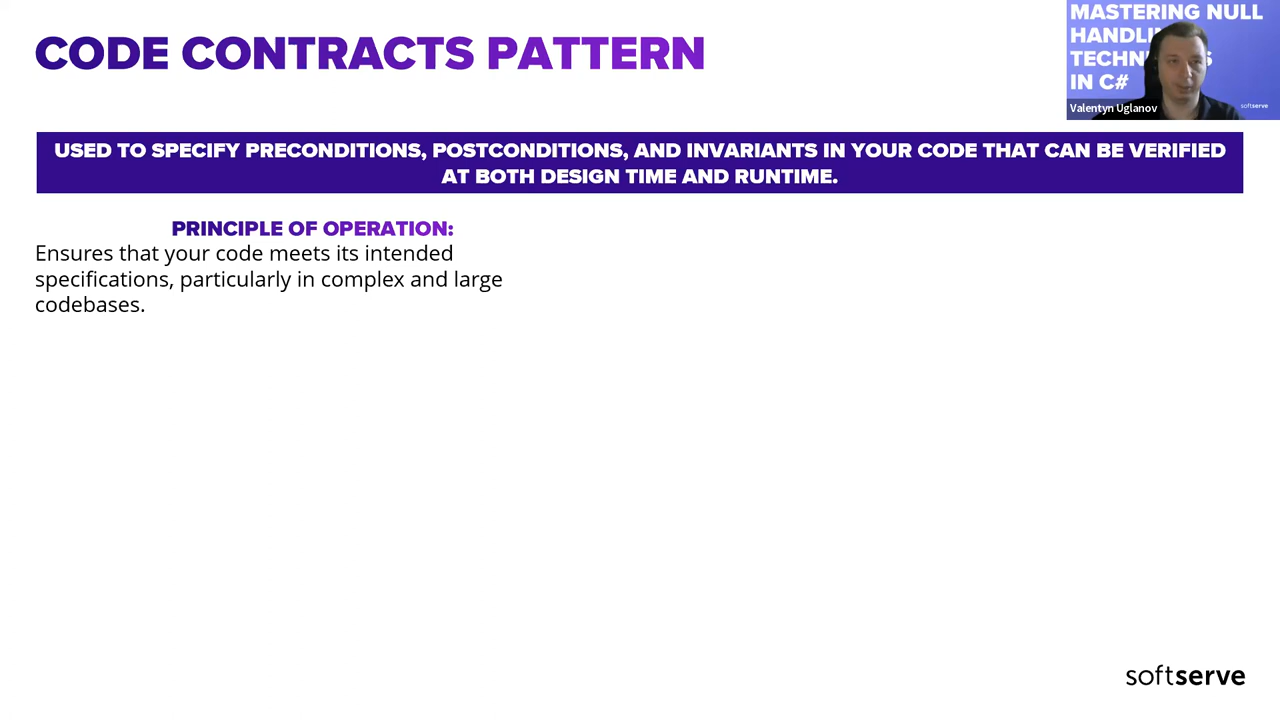 CODE CONTRACTS PATTERN
MASTERING NULL
HANDLI
TECHN S
IN C#
Valentyn Uglanov
softserve
USED TO SPECIFY PRECONDITIONS, POSTCONDITIONS, AND INVARIANTS IN YOUR CODE THAT CAN BE VERIFIED
AT BOTH DESIGN TIME AND RUNTIME.
PRINCIPLE OF OPERATION:
Ensures that your code meets its intended
specifications, particularly in complex and large
codebases.
softserve